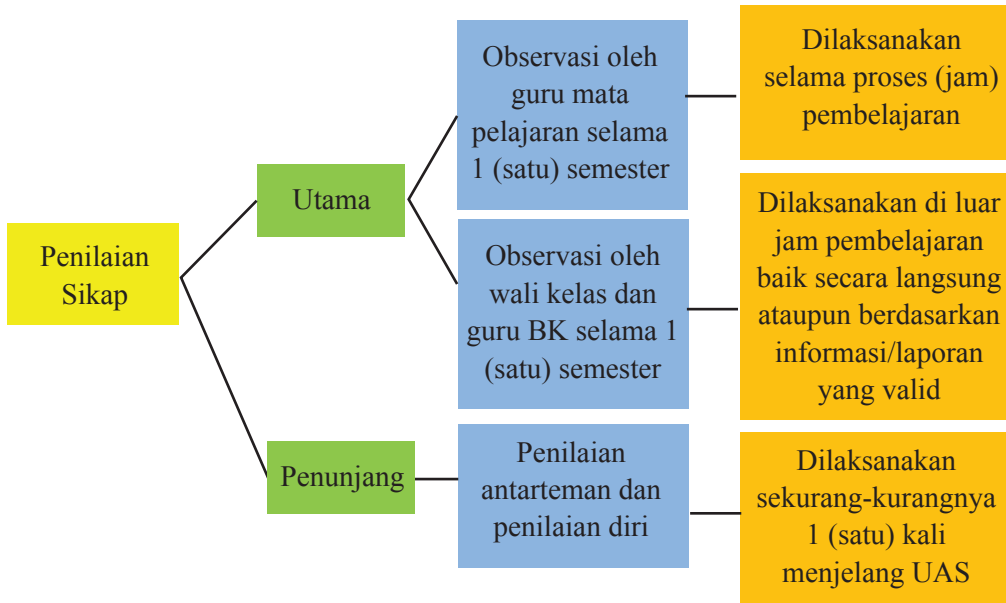 Penilaian
Sikap
Utama
Observasi oleh
guru mata
pelajaran selama
1 (satu) semester
Dilaksanakan
selama proses (jam)
pembelajaran
Observasi oleh
wali kelas dan
guru BK selama 1
(satu) semester
Dilaksanakan di luar
jam pembelajaran
baik secara langsung
ataupun berdasarkan
informasi/laporan
yang valid
Penunjang
Penilaian
antarteman dan
penilaian diri
Dilaksanakan
sekurang-kurangnya
1 (satu) kali
menjelang UAS